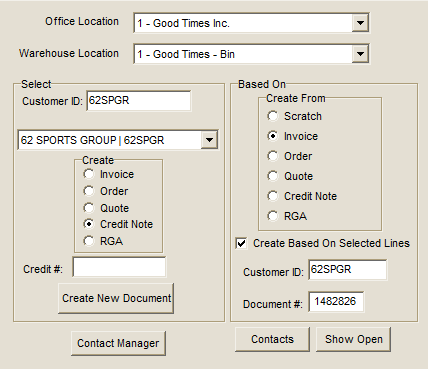 Office Location 1 - Good Times Inc.
Warehouse Location 1 - Good Times - Bin
Select
Customer ID: 62SPGR
62 SPORTS GROUP | 62SPGR
Create
Invoice
Order
Quote
Credit Note
RGA
Credit #:
Create New Document
Contact Manager
Based On
Create From
Scratch
Invoice
Order
Quote
Credit Note
RGA
Create Based On Selected Lines
Customer ID: 62SPGR
Document #: 1482826
Contacts
Show Open